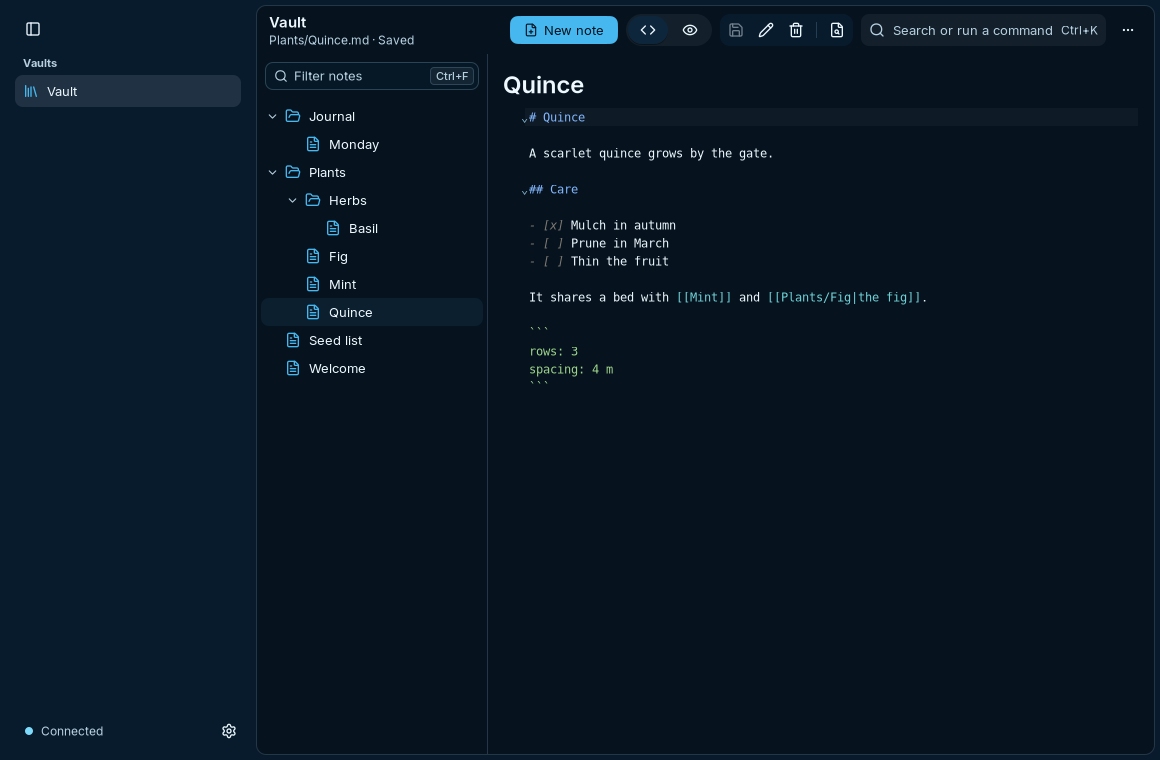 Vaults
Vault
Connected
Vault
Plants/Quince.md · Saved
New note
Search or run a command Ctrl+K
Filter notes Ctrl+F
Journal
Monday
Plants
Herbs
Basil
Fig
Mint
Quince
Seed list
Welcome
Quince
# Quince
A scarlet quince grows by the gate.
## Care
- [x] Mulch in autumn
- [ ] Prune in March
- [ ] Thin the fruit
It shares a bed with [[Mint]] and [[Plants/Fig|the fig]].
```
rows: 3
spacing: 4 m
```